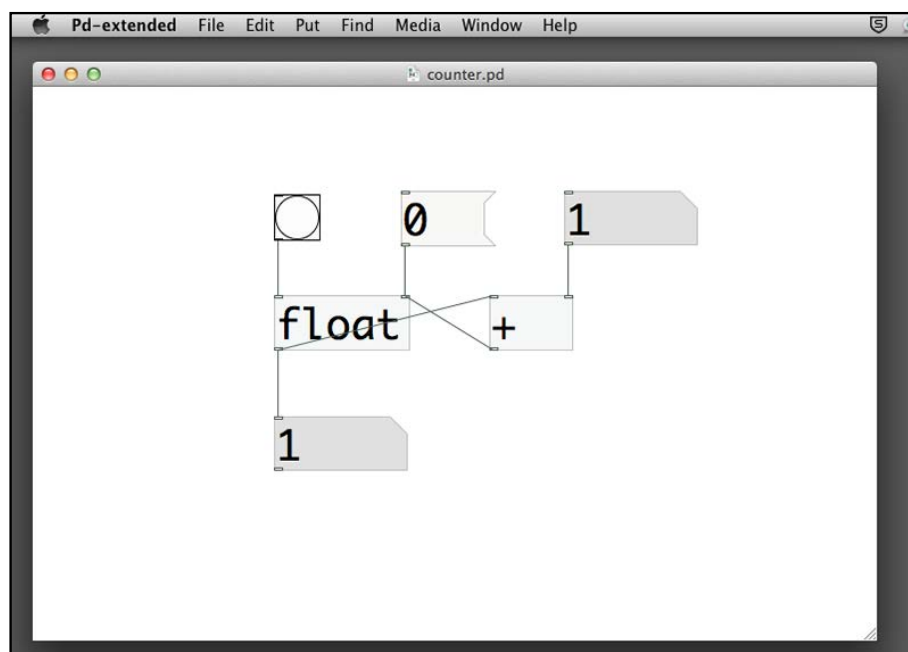 Pd-extended File Edit Put Find Media Window Help
counter.pd
0 1
float +
1